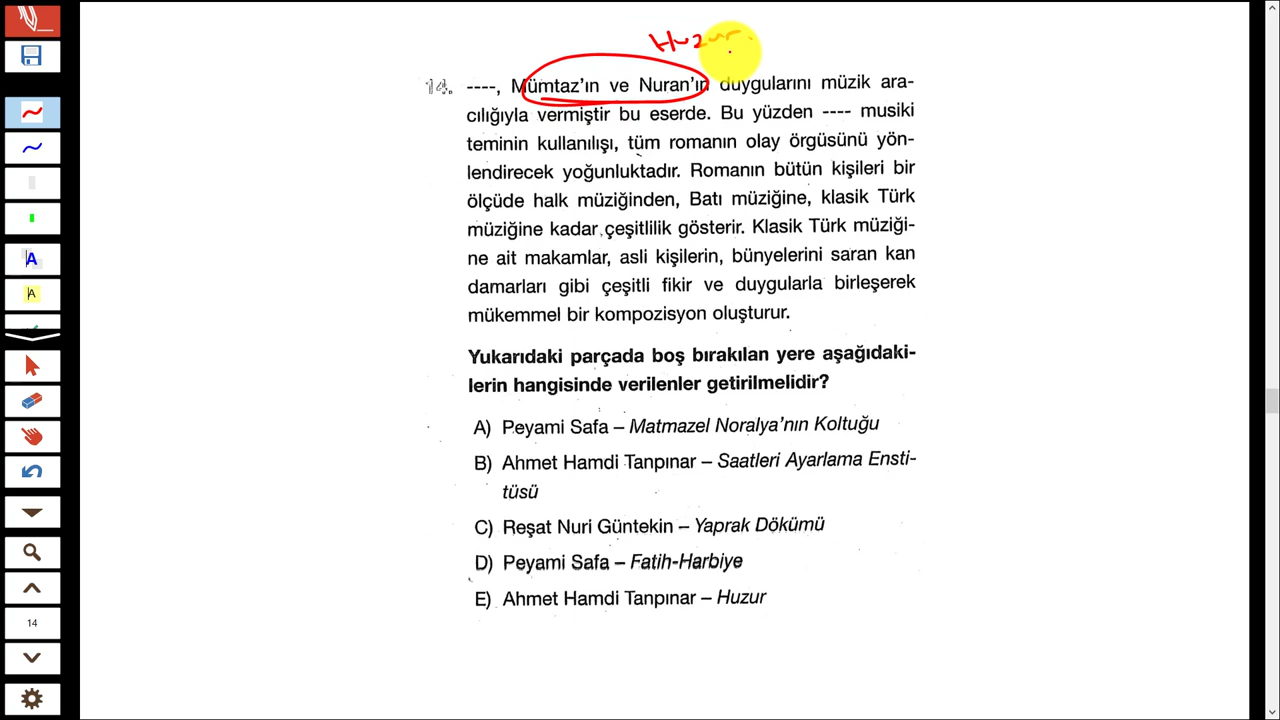 Huzur
14. ----, Mümtaz'ın ve Nuran'ın duygularını müzik ara-
cılığıyla vermiştir bu eserde. Bu yüzden ---- musiki
teminin kullanılışı, tüm romanın olay örgüsünü yön-
lendirecek yoğunluktadır. Romanın bütün kişileri bir
ölçüde halk müziğinden, Batı müziğine, klasik Türk
müziğine kadar çeşitlilik gösterir. Klasik Türk müziği-
ne ait makamlar, asli kişilerin, bünyelerini saran kan
damarları gibi çeşitli fikir ve duygularla birleşerek
mükemmel bir kompozisyon oluşturur.
Yukarıdaki parçada boş bırakılan yere aşağıdaki-
lerin hangisinde verilenler getirilmelidir?
A) Peyami Safa – Matmazel Noralya'nın Koltuğu
B) Ahmet Hamdi Tanpınar – Saatleri Ayarlama Ensti-
tüsü
C) Reşat Nuri Güntekin – Yaprak Dökümü
D) Peyami Safa – Fatih-Harbiye
E) Ahmet Hamdi Tanpınar – Huzur
A
A
14